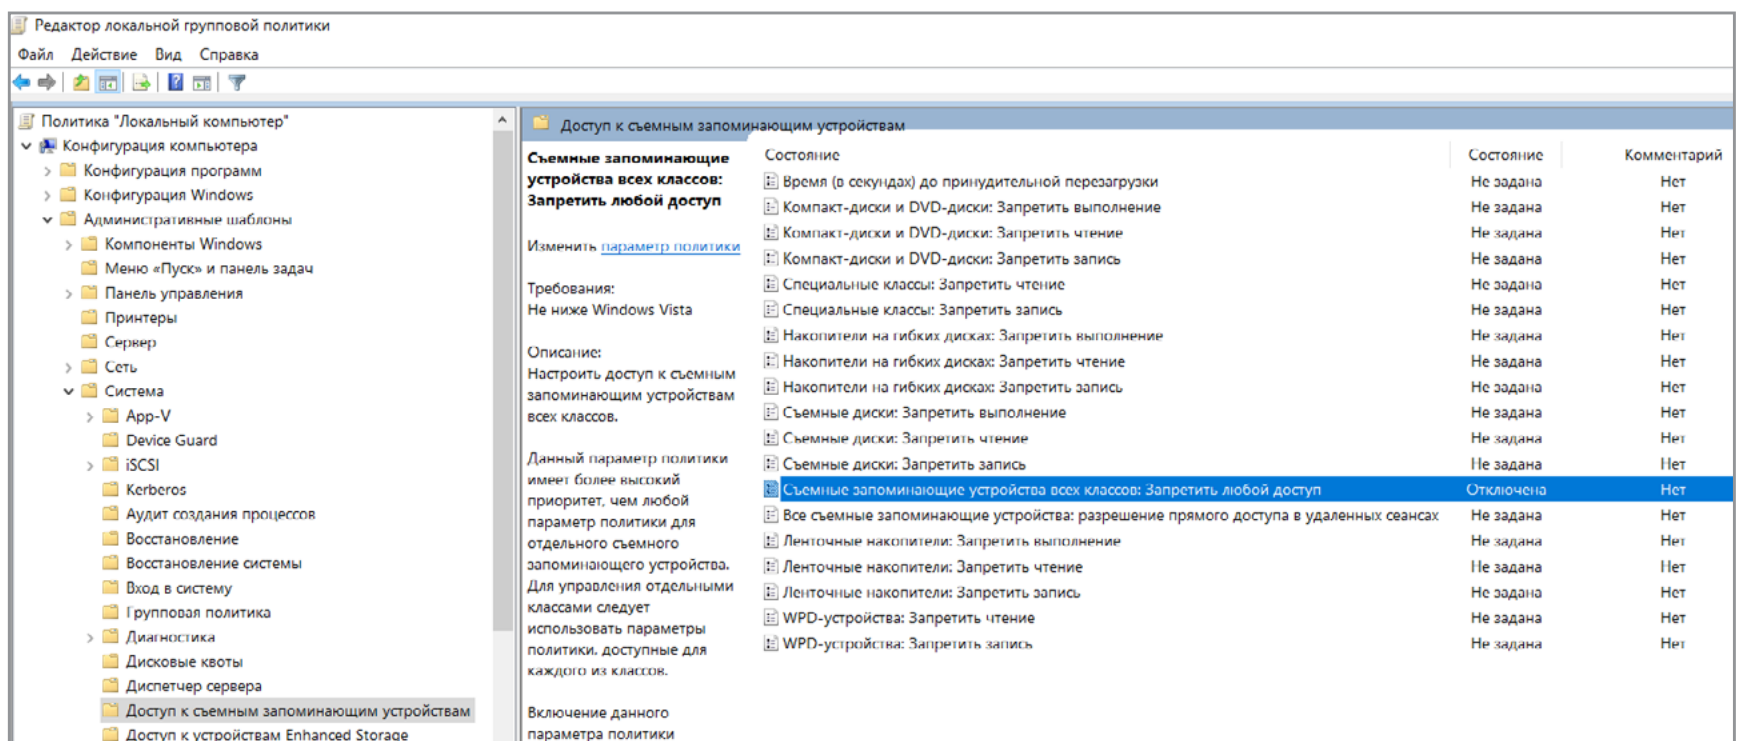 Редактор локальной групповой политики
Файл Действие Вид Справка
Политика "Локальный компьютер"
Конфигурация компьютера
Конфигурация программ
Конфигурация Windows
Административные шаблоны
Компоненты Windows
Меню «Пуск» и панель задач
Панель управления
Принтеры
Сервер
Сеть
Система
App-V
Device Guard
iSCSI
Kerberos
Аудит создания процессов
Восстановление
Восстановление системы
Вход в систему
Групповая политика
Диагностика
Дисковые квоты
Диспетчер сервера
Доступ к съемным запоминающим устройствам
Доступ к устройствам Enhanced Storage
Доступ к съемным запоминающим устройствам
Съемные запоминающие
устройства всех классов:
Запретить любой доступ
Изменить параметр политики
Требования:
Не ниже Windows Vista
Описание:
Настроить доступ к съемным
запоминающим устройствам
всех классов.
Данный параметр политики
имеет более высокий
приоритет, чем любой
параметр политики для
отдельного съемного
запоминающего устройства.
Для управления отдельными
классами следует
использовать параметры
политики, доступные для
каждого из классов.
Включение данного
параметра политики
Состояние Состояние Комментарий
Время (в секундах) до принудительной перезагрузки Не задана Нет
Компакт-диски и DVD-диски: Запретить выполнение Не задана Нет
Компакт-диски и DVD-диски: Запретить чтение Не задана Нет
Компакт-диски и DVD-диски: Запретить запись Не задана Нет
Специальные классы: Запретить чтение Не задана Нет
Специальные классы: Запретить запись Не задана Нет
Накопители на гибких дисках: Запретить выполнение Не задана Нет
Накопители на гибких дисках: Запретить чтение Не задана Нет
Накопители на гибких дисках: Запретить запись Не задана Нет
Съемные диски: Запретить выполнение Не задана Нет
Съемные диски: Запретить чтение Не задана Нет
Съемные диски: Запретить запись Не задана Нет
Съемные запоминающие устройства всех классов: Запретить любой доступ Отключена Нет
Все съемные запоминающие устройства: разрешение прямого доступа в удаленных сеансах Не задана Нет
Ленточные накопители: Запретить выполнение Не задана Нет
Ленточные накопители: Запретить чтение Не задана Нет
Ленточные накопители: Запретить запись Не задана Нет
WPD-устройства: Запретить чтение Не задана Нет
WPD-устройства: Запретить запись Не задана Нет